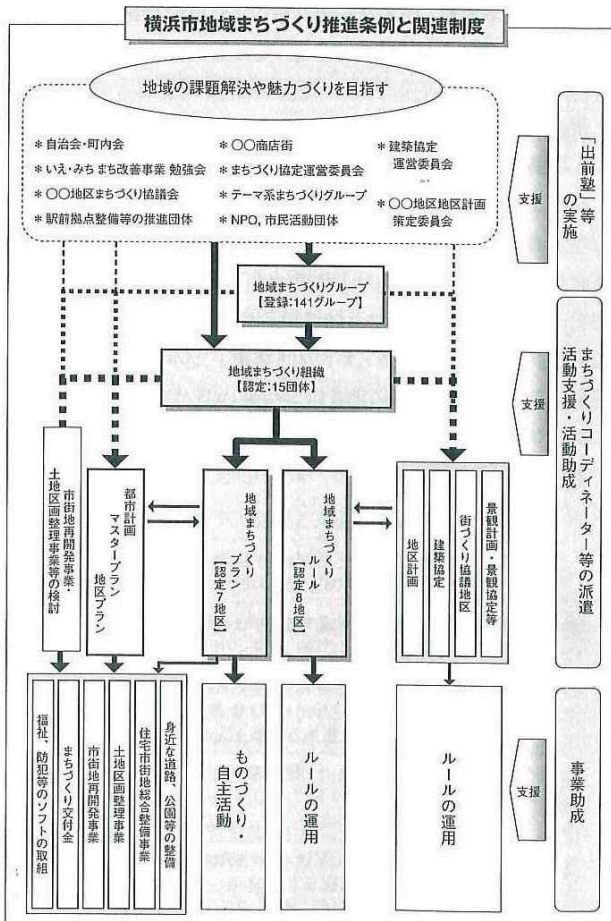 横浜市地域まちづくり推進条例と関連制度
地域の課題解決や魅力づくりを目指す
＊自治会・町内会
＊いえ・みち まち改善事業 勉強会
＊〇〇地区まちづくり協議会
＊駅前拠点整備等の推進団体
＊〇〇商店街
＊まちづくり協定運営委員会
＊テーマ系まちづくりグループ
＊NPO, 市民活動団体
＊建築協定
運営委員会
…
＊〇〇地区地区計画
策定委員会
支援
「出前塾」等
の実施
地域まちづくりグループ
【登録：141グループ】
地域まちづくり組織
【認定：15団体】
支援
まちづくりコーディネーター等の派遣
活動支援・活動助成
市街地再開発事業・
土地区画整理事業等の検討
都市計画
マスタープラン
地区プラン
地域まちづくり
プラン
【認定7地区】
地域まちづくり
ルール
【認定8地区】
地区計画
建築協定
街づくり協議地区
景観計画・景観協定等
福祉、防犯等のソフトの取組
まちづくり交付金
市街地再開発事業
土地区画整理事業
住宅市街地総合整備事業
身近な道路、公園等の整備
ものづくり・
自主活動
ルールの運用
ルールの運用
支援
事業助成